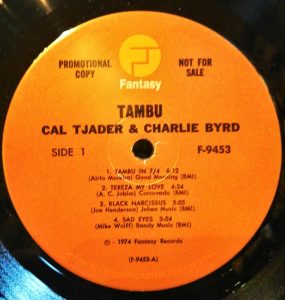 PROMOTIONAL COPY
NOT FOR SALE
Fantasy
TAMBU
CAL TJADER & CHARLIE BYRD
SIDE 1
F-9453
1. TAMBU IN 7/4 6:12
(Airto Moreira) Good Morning (BMI)
2. TEREZA MY LOVE 4:24
(A. C. Jobim) Corcovado (BMI)
3. BLACK NARCISSUS 5:05
(Joe Henderson) Johen Music (BMI)
4. SAD EYES 3:04
(Mike Wolff) Bandy Music (BMI)
© - 1974 Fantasy Records
(F-9453-A)